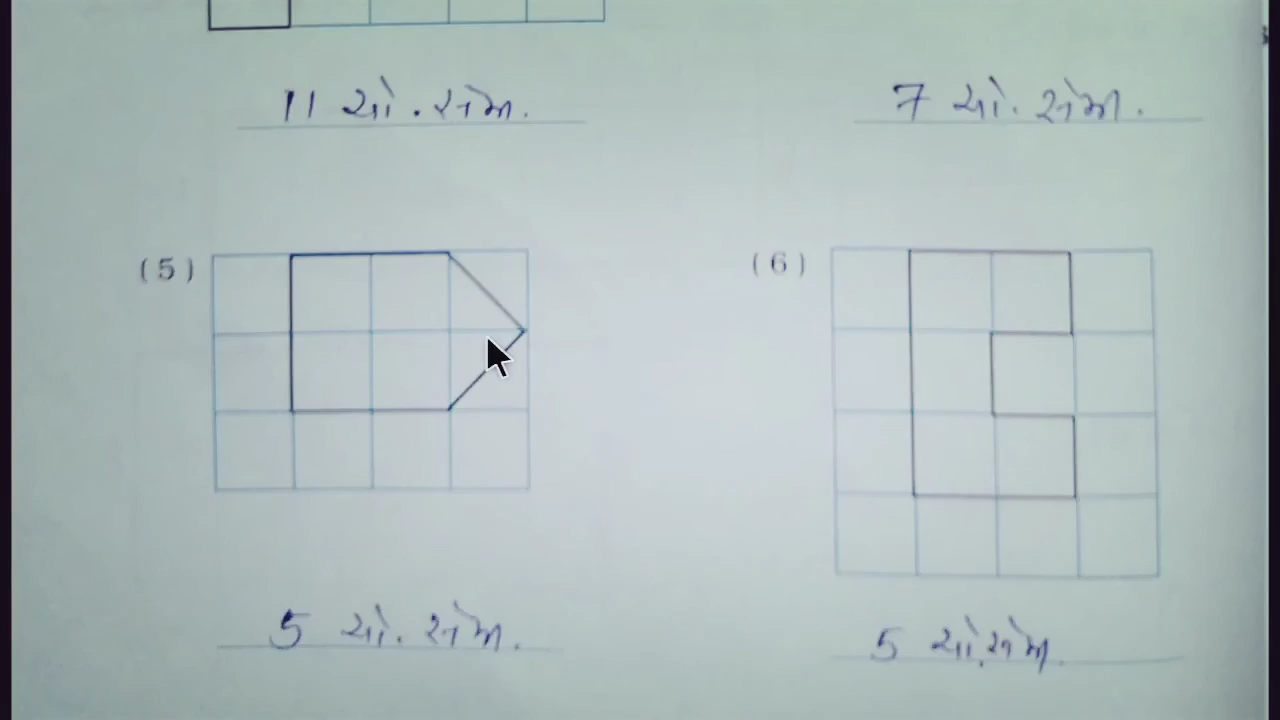 11 ચો. સેમ.
7 ચો. સેમ.
(5)
(6)
5 ચો. સેમ.
5 ચો. સેમ.